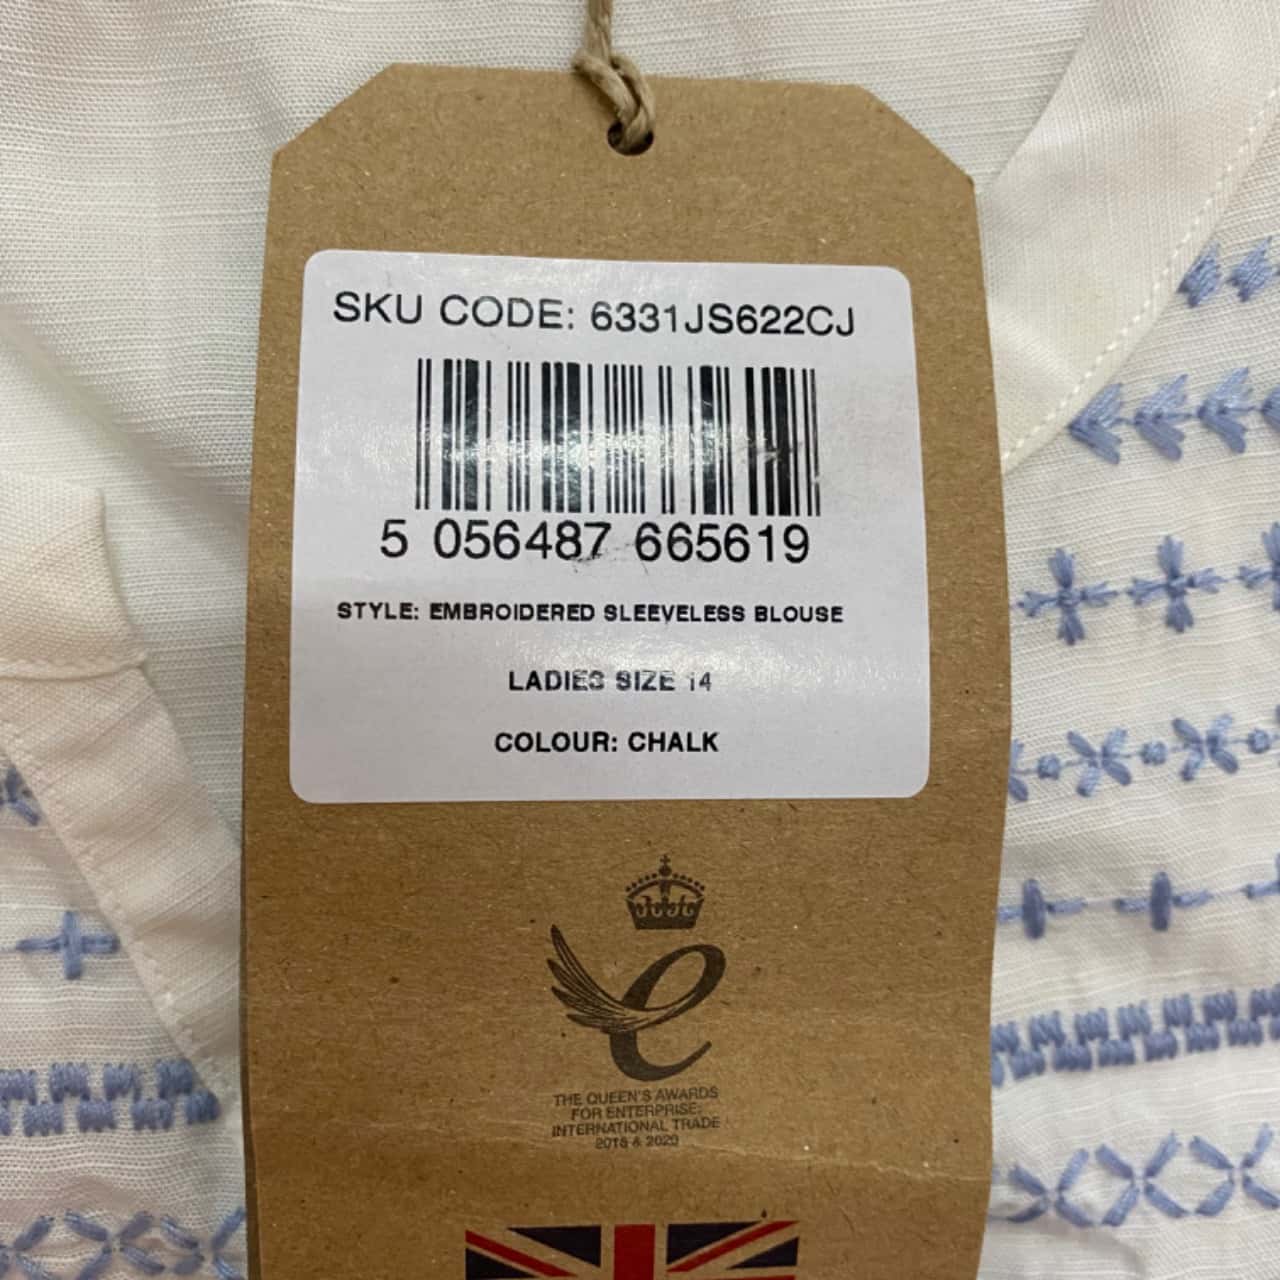 SKU CODE: 6331JS622CJ
5 056487 665619
STYLE: EMBROIDERED SLEEVELESS BLOUSE
LADIES SIZE 14
COLOUR: CHALK
THE QUEEN'S AWARDS
FOR ENTERPRISE:
INTERNATIONAL TRADE
& 2020